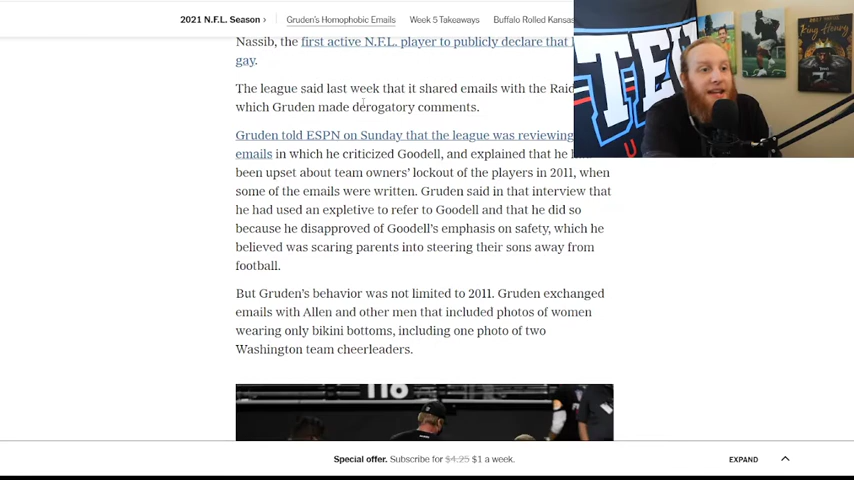 2021 N.F.L. Season › Gruden's Homophobic Emails Week 5 Takeaways Buffalo Rolled Kansas
Nassib, the first active N.F.L. player to publicly declare that
gay.
The league said last week that it shared emails with the
which Gruden made derogatory comments.
Gruden told ESPN on Sunday that the league was reviewing
emails in which he criticized Goodell, and explained that he
been upset about team owners' lockout of the players in 2011, when
some of the emails were written. Gruden said in that interview that
he had used an expletive to refer to Goodell and that he did so
because he disapproved of Goodell's emphasis on safety, which he
believed was scaring parents into steering their sons away from
football.
But Gruden's behavior was not limited to 2011. Gruden exchanged
emails with Allen and other men that included photos of women
wearing only bikini bottoms, including one photo of two
Washington team cheerleaders.
Special offer. Subscribe for $4.25 $1 a week.
EXPAND
King Henry